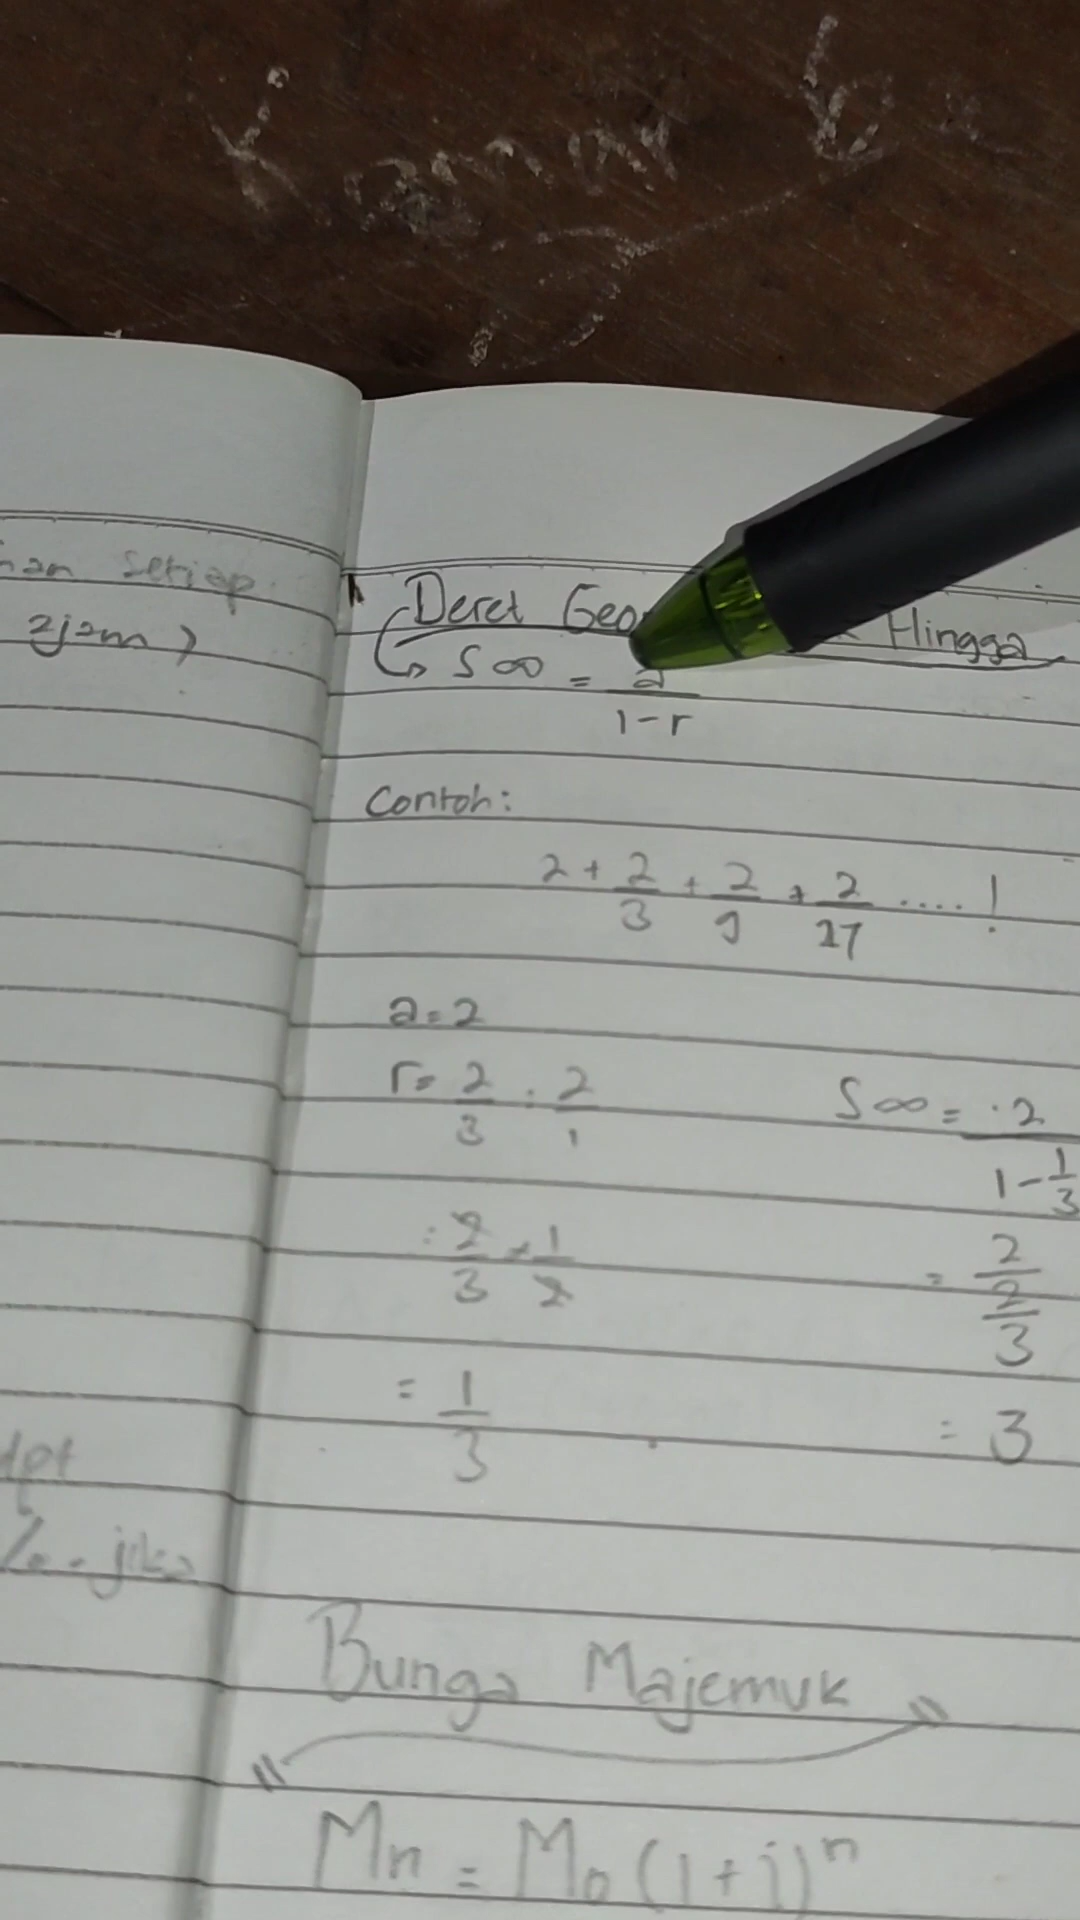 setiap
2jam)
Deret Geo Hingga
S∞ = a/(1-r)
Contoh:
2 + 2/3 + 2/9 + 2/27 .... !
a = 2
r = 2/3 : 2/1
S∞ = 2/(1 - 1/3)
: 2/3 × 1/2
= 2/(2/3)
= 1/3
= 3
jika
Bunga Majemuk
Mn = Mo (1+i)^n